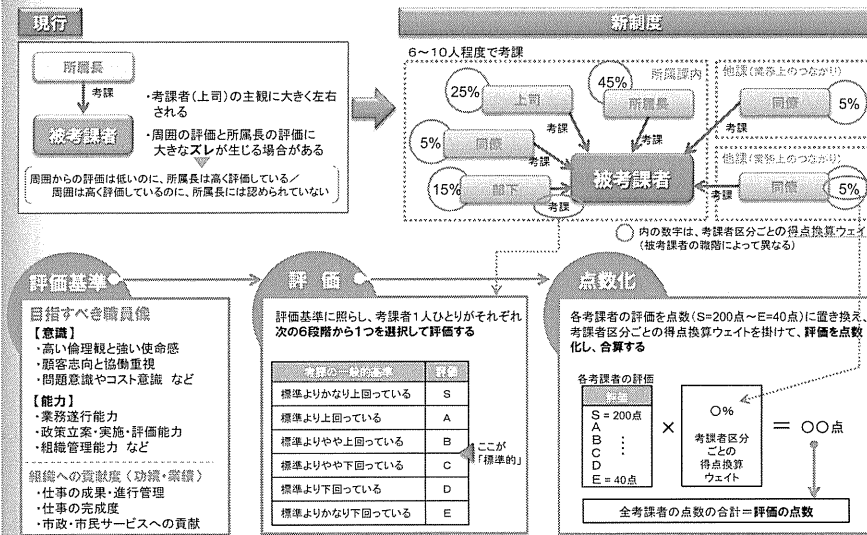 現行
所属長
考課
被考課者
・考課者(上司)の主観に大きく左右
される
・周囲の評価と所属長の評価に
大きなズレが生じる場合がある
周囲からの評価は低いのに、所属長は高く評価している/
周囲は高く評価しているのに、所属長には認められていない
新制度
6~10人程度で考課
所属課内
25%
上司
45%
所属長
5%
同僚
15%
部下
考課
考課
考課
考課
被考課者
他課(業務上のつながり)
同僚
5%
考課
他課(業務上のつながり)
同僚
5%
考課
○内の数字は、考課者区分ごとの得点換算ウェイ
(被考課者の職階によって異なる)
評価基準
目指すべき職員像
【意識】
・高い倫理観と強い使命感
・顧客志向と協働重視
・問題意識やコスト意識 など
【能力】
・業務遂行能力
・政策立案・実施・評価能力
・組織管理能力 など
組織への貢献度(功績・業績)
・仕事の成果・進行管理
・仕事の完成度
・市政・市民サービスへの貢献
評 価
評価基準に照らし、考課者1人ひとりがそれぞれ
次の6段階から1つを選択して評価する
考課の一般的基準 評価
標準よりかなり上回っている S
標準より上回っている A
標準よりやや上回っている B
標準よりやや下回っている C
標準より下回っている D
標準よりかなり下回っている E
ここが
「標準的」
点数化
各考課者の評価を点数(S=200点~E=40点)に置き換え、
考課者区分ごとの得点換算ウェイトを掛けて、評価を点数
化し、合算する
各考課者の評価
S = 200点
A
B
C
D
E = 40点
×
○%
考課者区分
ごとの
得点換算
ウェイト
= ○○点
全考課者の点数の合計=評価の点数